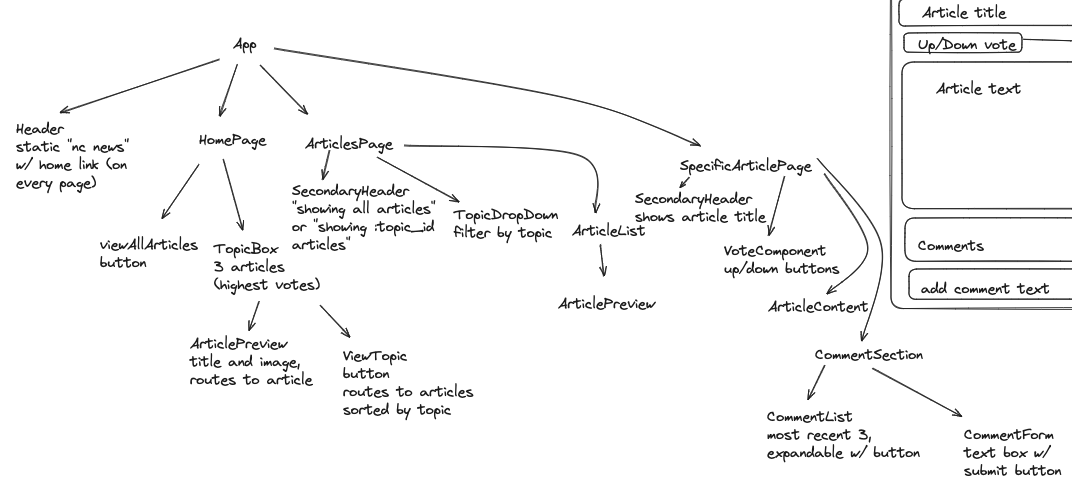 App
Header
static "nc news"
w/ home link (on
every page)
HomePage
viewAllArticles
button
TopicBox
3 articles
(highest votes)
ArticlePreview
title and image,
routes to article
ViewTopic
button
routes to articles
sorted by topic
ArticlesPage
SecondaryHeader
"showing all articles"
or "showing :topic_id
articles"
TopicDropDown
filter by topic
ArticleList
ArticlePreview
SpecificArticlePage
SecondaryHeader
shows article title
VoteComponent
up/down buttons
ArticleContent
CommentSection
CommentList
most recent 3,
expandable w/ button
CommentForm
text box w/
submit button
Article title
Up/Down vote
Article text
Comments
add comment text